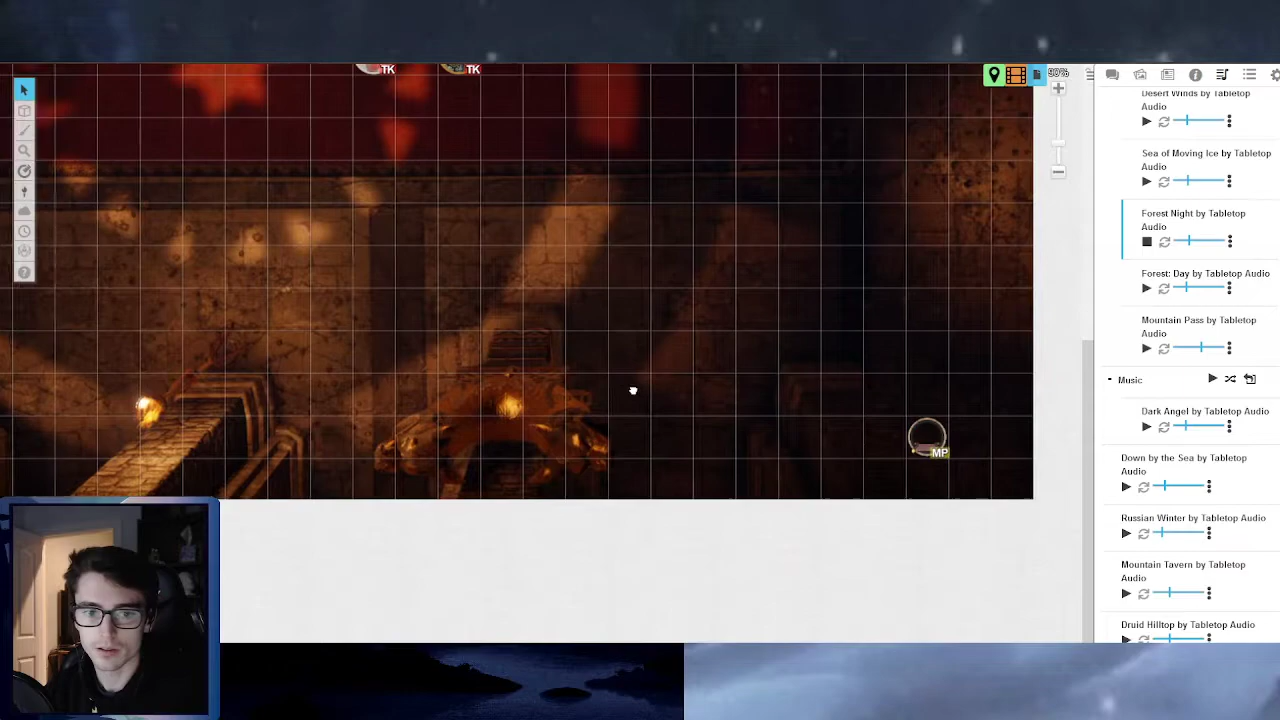 TK
TK
90%
Desert Winds by Tabletop
Audio
Sea of Moving Ice by Tabletop
Audio
Forest Night by Tabletop
Audio
Forest: Day by Tabletop Audio
Mountain Pass by Tabletop
Audio
Music
Dark Angel by Tabletop Audio
MP
Down by the Sea by Tabletop
Audio
Russian Winter by Tabletop Audio
Mountain Tavern by Tabletop
Audio
Druid Hilltop by Tabletop Audio